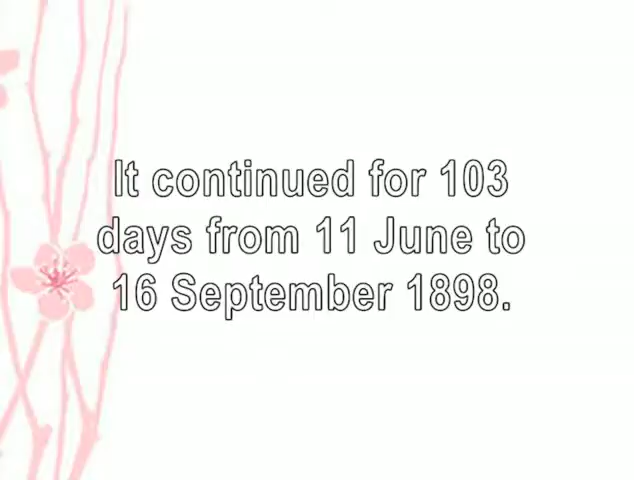 It continued for 103
days from 11 June to
16 September 1898.